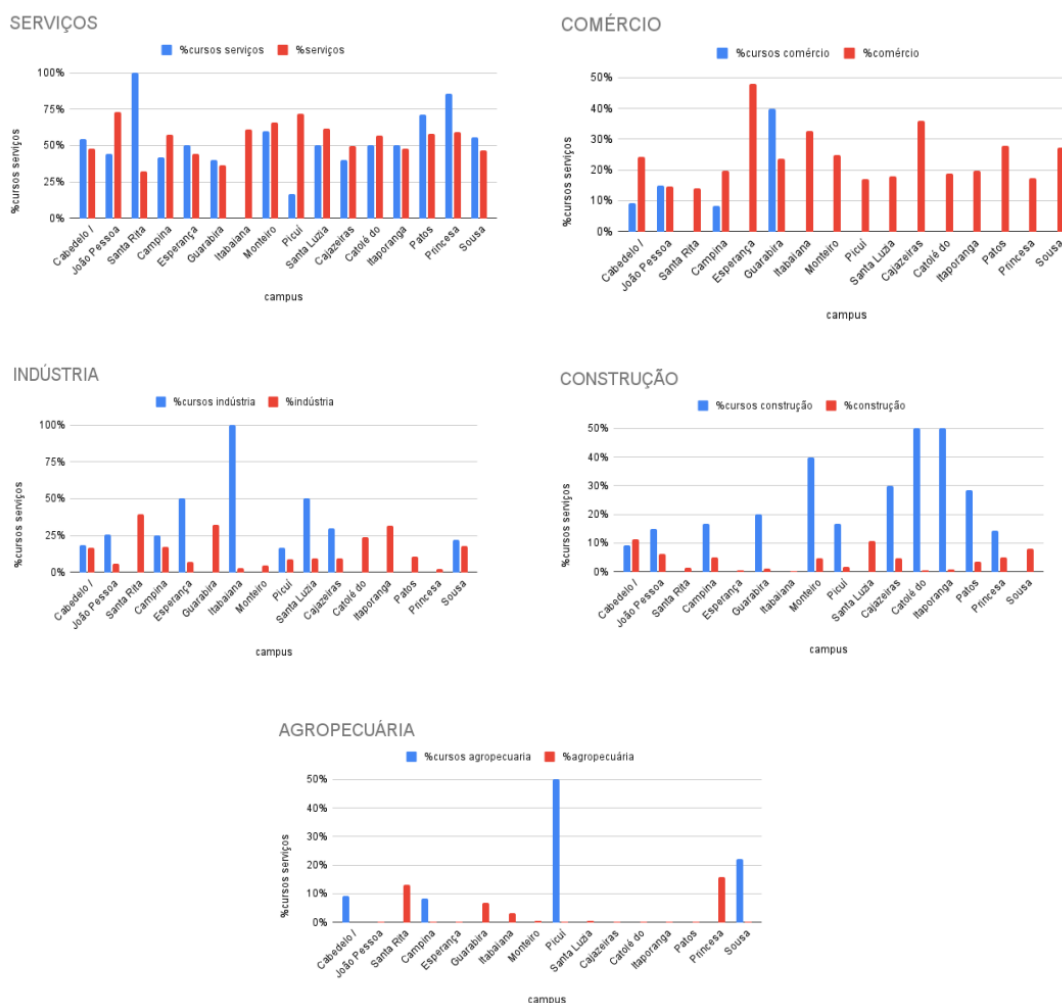 SERVIÇOS
%cursos serviços %serviços
100%
75%
50%
25%
0%
%cursos serviços
Cabedelo /
João Pessoa
Santa Rita
Campina
Esperança
Guarabira
Itabaiana
Monteiro
Picuí
Santa Luzia
Cajazeiras
Catolé do
Itaporanga
Patos
Princesa
Sousa
campus
COMÉRCIO
%cursos comércio %comércio
50%
40%
30%
20%
10%
0%
%cursos serviços
Cabedelo /
João Pessoa
Santa Rita
Campina
Esperança
Guarabira
Itabaiana
Monteiro
Picuí
Santa Luzia
Cajazeiras
Catolé do
Itaporanga
Patos
Princesa
Sousa
campus
INDÚSTRIA
%cursos indústria %indústria
100%
75%
50%
25%
0%
%cursos serviços
Cabedelo /
João Pessoa
Santa Rita
Campina
Esperança
Guarabira
Itabaiana
Monteiro
Picuí
Santa Luzia
Cajazeiras
Catolé do
Itaporanga
Patos
Princesa
Sousa
campus
CONSTRUÇÃO
%cursos construção %construção
50%
40%
30%
20%
10%
0%
%cursos serviços
Cabedelo /
João Pessoa
Santa Rita
Campina
Esperança
Guarabira
Itabaiana
Monteiro
Picuí
Santa Luzia
Cajazeiras
Catolé do
Itaporanga
Patos
Princesa
Sousa
campus
AGROPECUÁRIA
%cursos agropecuaria %agropecuária
50%
40%
30%
20%
10%
0%
%cursos serviços
Cabedelo /
João Pessoa
Santa Rita
Campina
Esperança
Guarabira
Itabaiana
Monteiro
Picuí
Santa Luzia
Cajazeiras
Catolé do
Itaporanga
Patos
Princesa
Sousa
campus